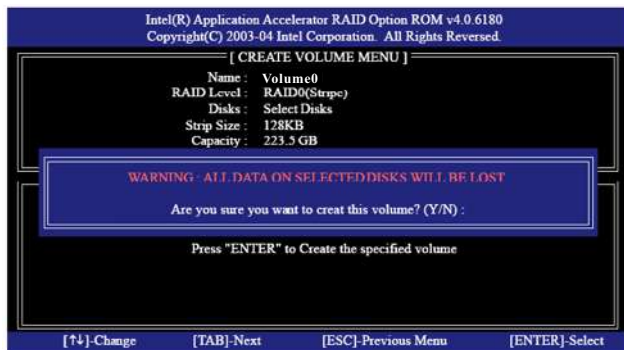 Intel(R) Application Accelerator RAID Option ROM v4.0.6180
Copyright(C) 2003-04 Intel Corporation. All Rights Reversed.
[ CREATE VOLUME MENU ]
Name : Volume0
RAID Level : RAID0(Stripe)
Disks : Select Disks
Strip Size : 128KB
Capacity : 223.5 GB
WARNING : ALL DATA ON SELECTED DISKS WILL BE LOST
Are you sure you want to creat this volume? (Y/N) :
Press "ENTER" to Create the specified volume
[↑↓]-Change [TAB]-Next [ESC]-Previous Menu [ENTER]-Select